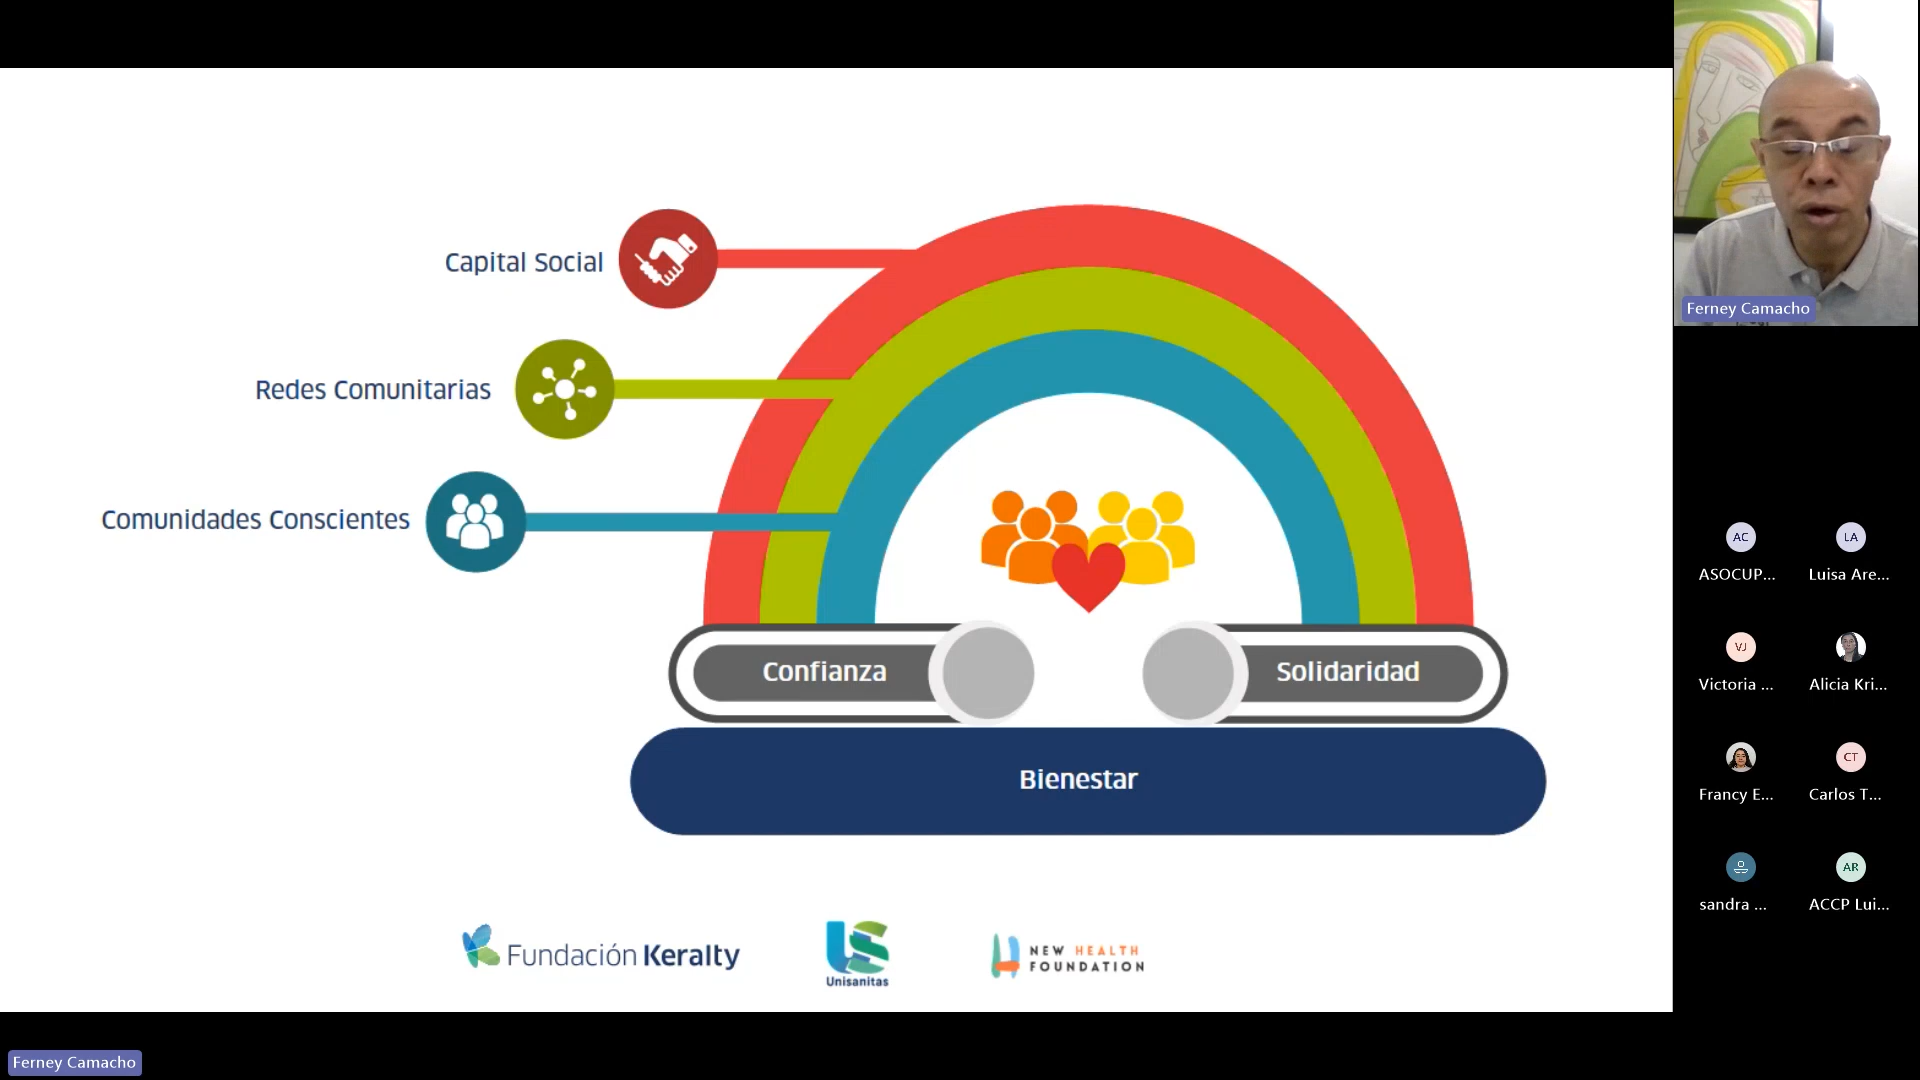 Capital Social
Redes Comunitarias
Comunidades Conscientes
Confianza
Solidaridad
Bienestar
Fundación Keralty
US
Unisanitas
NEW HEALTH
FOUNDATION
Ferney Camacho
AC
LA
ASOCUP...
Luisa Are...
VJ
Victoria ...
Alicia Kri...
Francy E...
CT
Carlos T...
sandra ...
AR
ACCP Lui...
Ferney Camacho